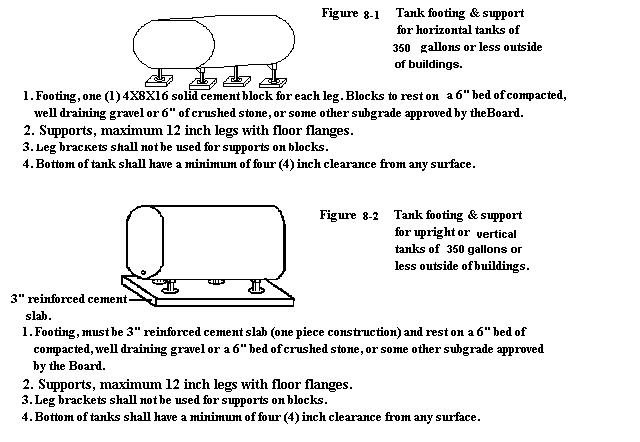 Figure 8-1 Tank footing & support
for horizontal tanks of
350 gallons or less outside
of buildings.
1. Footing, one (1) 4X8X16 solid cement block for each leg. Blocks to rest on a 6" bed of compacted,
well draining gravel or 6" of crushed stone, or some other subgrade approved by theBoard.
2. Supports, maximum 12 inch legs with floor flanges.
3. Leg brackets shall not be used for supports on blocks.
4. Bottom of tank shall have a minimum of four (4) inch clearance from any surface.
Figure 8-2 Tank footing & support
for upright or vertical
tanks of 350 gallons or
less outside of buildings.
3" reinforced cement
slab.
1. Footing, must be 3" reinforced cement slab (one piece construction) and rest on a 6" bed of
compacted, well draining gravel or a 6" bed of crushed stone, or some other subgrade approved
by the Board.
2. Supports, maximum 12 inch legs with floor flanges.
3. Leg brackets shall not be used for supports on blocks.
4. Bottom of tanks shall have a minimum of four (4) inch clearance from any surface.